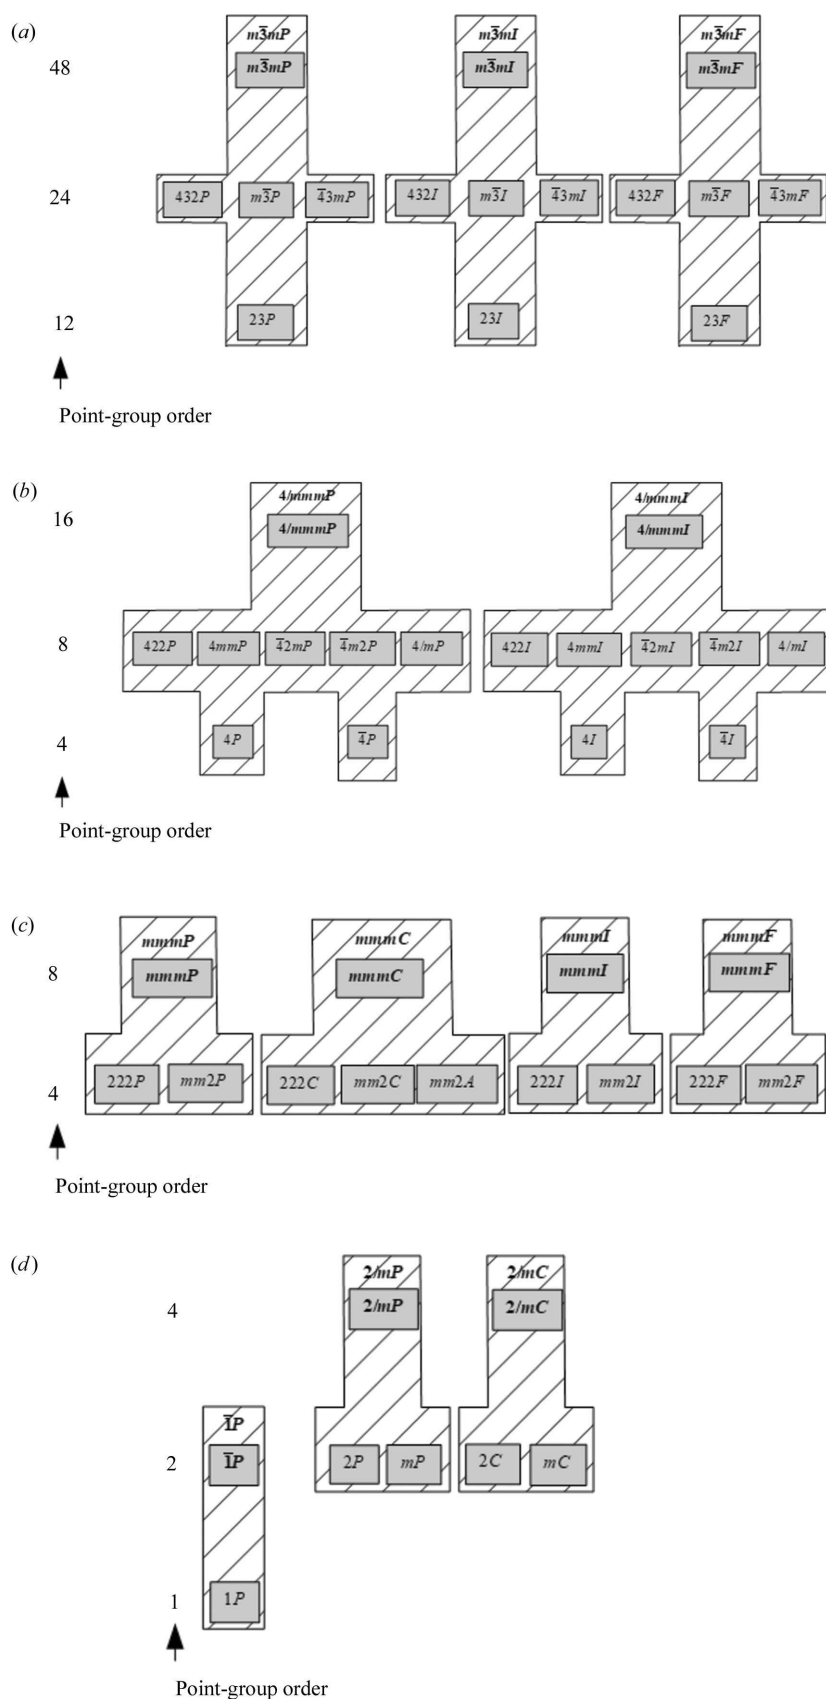 (a)
m3̅mP m3̅mI m3̅mF
48 m3̅mP m3̅mI m3̅mF
24 432P m3̅P 4̅3mP 432I m3̅I 4̅3mI 432F m3̅F 4̅3mF
12 23P 23I 23F
Point-group order
(b)
4/mmmP 4/mmmI
16 4/mmmP 4/mmmI
8 422P 4mmP 4̅2mP 4̅m2P 4/mP 422I 4mmI 4̅2mI 4̅m2I 4/mI
4 4P 4̅P 4I 4̅I
Point-group order
(c)
mmmP mmmC mmmI mmmF
8 mmmP mmmC mmmI mmmF
4 222P mm2P 222C mm2C mm2A 222I mm2I 222F mm2F
Point-group order
(d)
2/mP 2/mC
4 2/mP 2/mC
1̅P
2 1̅P 2P mP 2C mC
1 1P
Point-group order